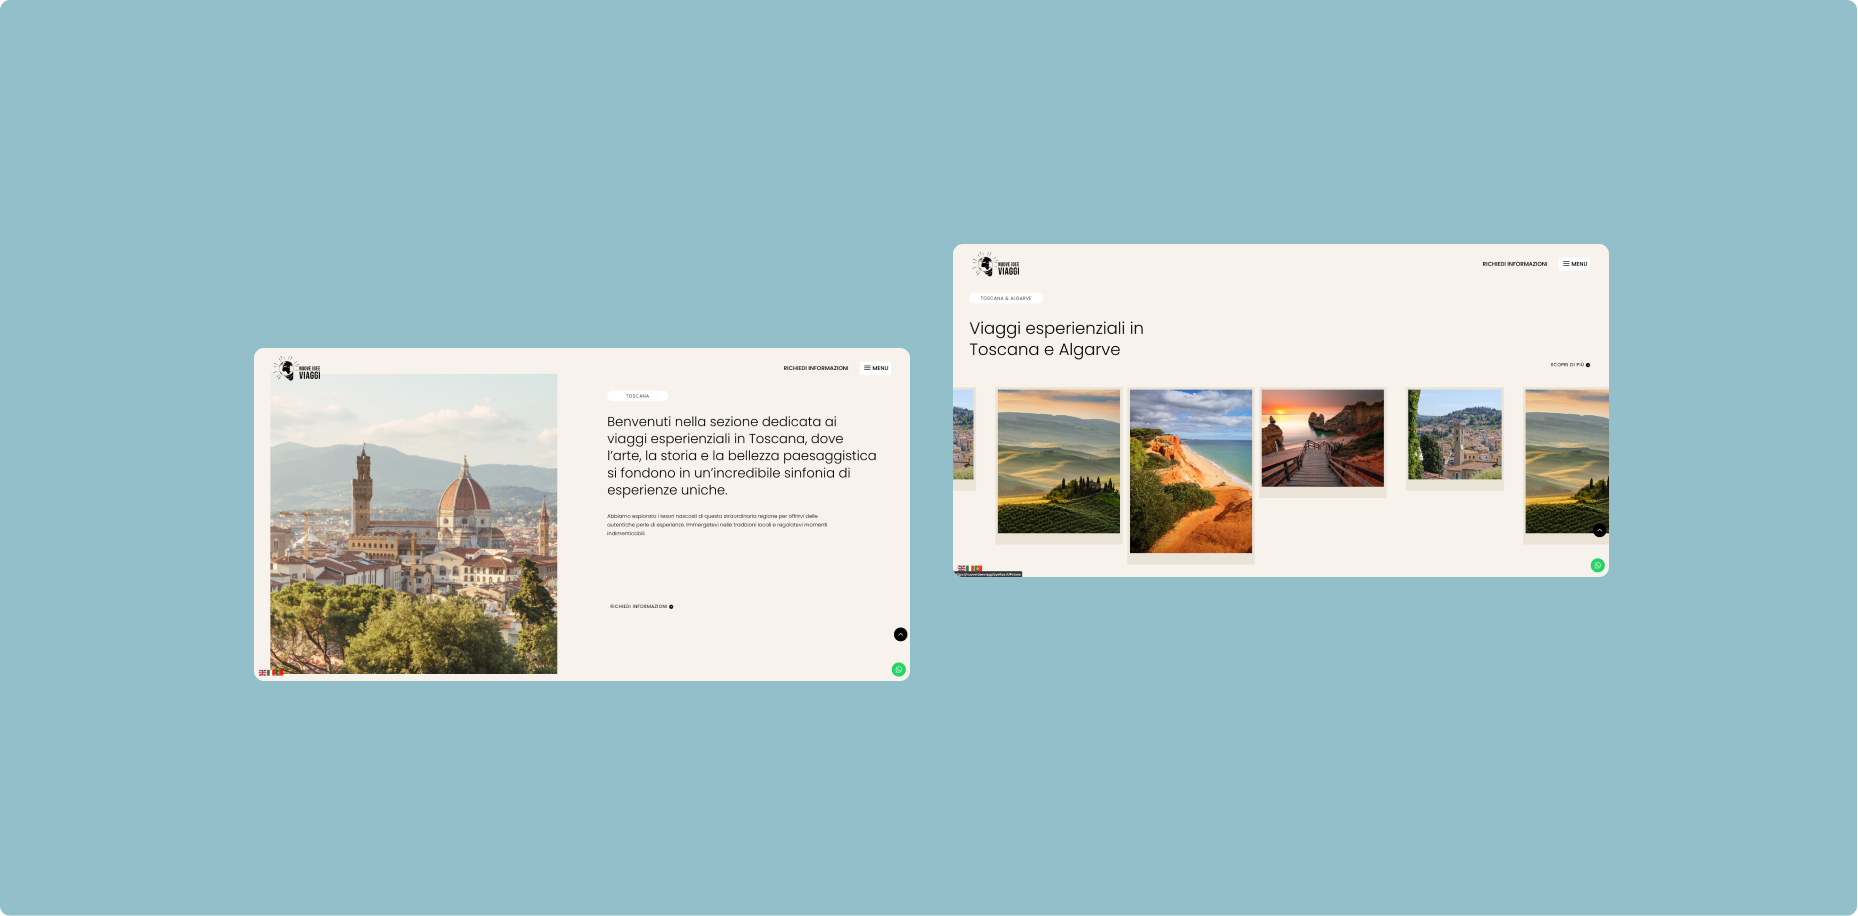 NUOVE IDEE
VIAGGI
RICHIEDI INFORMAZIONI
MENU
TOSCANA
Benvenuti nella sezione dedicata ai
viaggi esperienziali in Toscana, dove
l’arte, la storia e la bellezza paesaggistica
si fondono in un’incredibile sinfonia di
esperienze uniche.
Abbiamo esplorato i tesori nascosti di questa straordinaria regione per offrirvi delle
autentiche perle di esperienza. Immergetevi nelle tradizioni locali e regalatevi momenti
indimenticabili.
RICHIEDI INFORMAZIONI
NUOVE IDEE
VIAGGI
RICHIEDI INFORMAZIONI
MENU
TOSCANA & ALGARVE
Viaggi esperienziali in
Toscana e Algarve
SCOPRI DI PIÙ